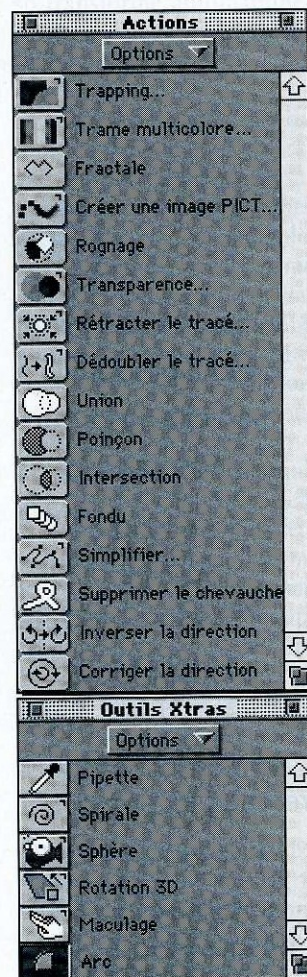 Actions
Options
Trapping...
Trame multicolore...
Fractale
Créer une image PICT...
Rognage
Transparence...
Rétracter le tracé...
Dédoubler le tracé...
Union
Poinçon
Intersection
Fondu
Simplifier...
Supprimer le chevauche
Inverser la direction
Corriger la direction
Outils Xtras
Options
Pipette
Spirale
Sphère
Rotation 3D
Maculage
Arc